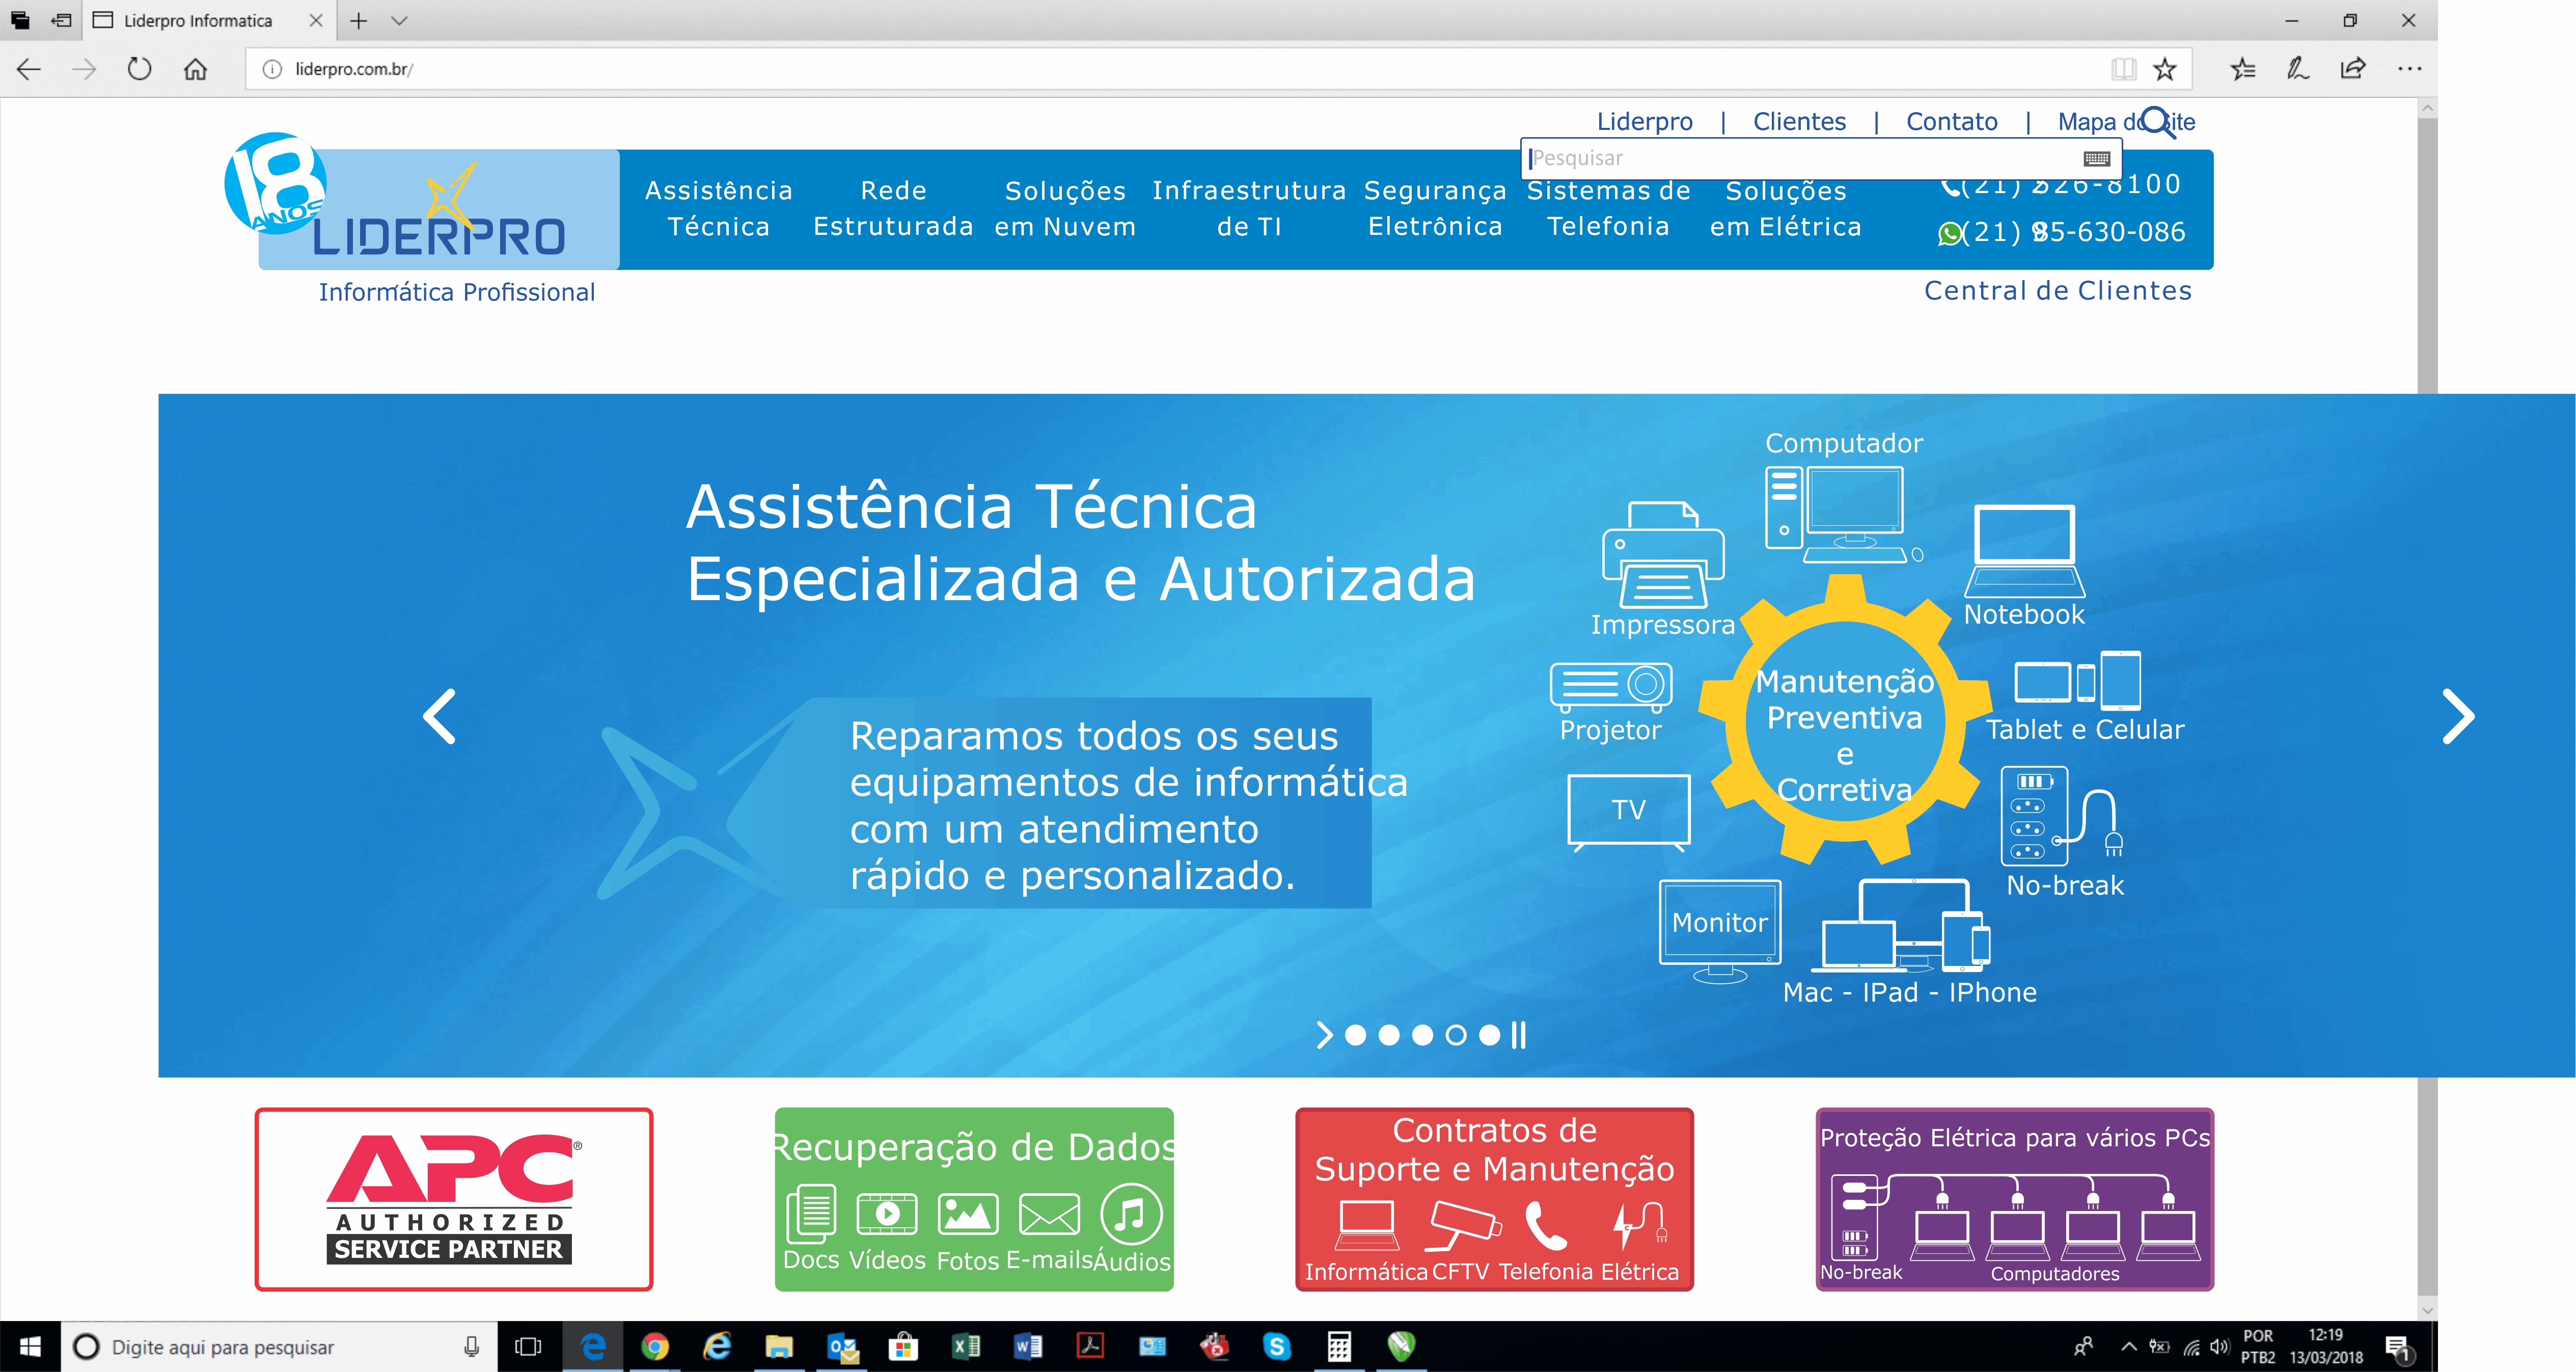 Liderpro Informatica
liderpro.com.br/
Liderpro | Clientes | Contato | Mapa do Site
Pesquisar
18
ANOS
LIDERPRO
Informática Profissional
Assistência
Técnica
Rede
Estruturada
Soluções
em Nuvem
Infraestrutura
de TI
Segurança
Eletrônica
Sistemas de
Telefonia
Soluções
em Elétrica
(21)
26-8100
(21)
5-630-086
Central de Clientes
Assistência Técnica
Especializada e Autorizada
Reparamos todos os seus
equipamentos de informática
com um atendimento
rápido e personalizado.
Computador
Impressora
Notebook
Projetor
Manutenção
Preventiva
e
Corretiva
Tablet e Celular
TV
No-break
Monitor
Mac - IPad - IPhone
APC®
AUTHORIZED
SERVICE PARTNER
Recuperação de Dados
Docs Vídeos Fotos E-mails Áudios
Contratos de
Suporte e Manutenção
Informática CFTV Telefonia Elétrica
Proteção Elétrica para vários PCs
No-break Computadores
Digite aqui para pesquisar
POR
PTB2
12:19
13/03/2018
1